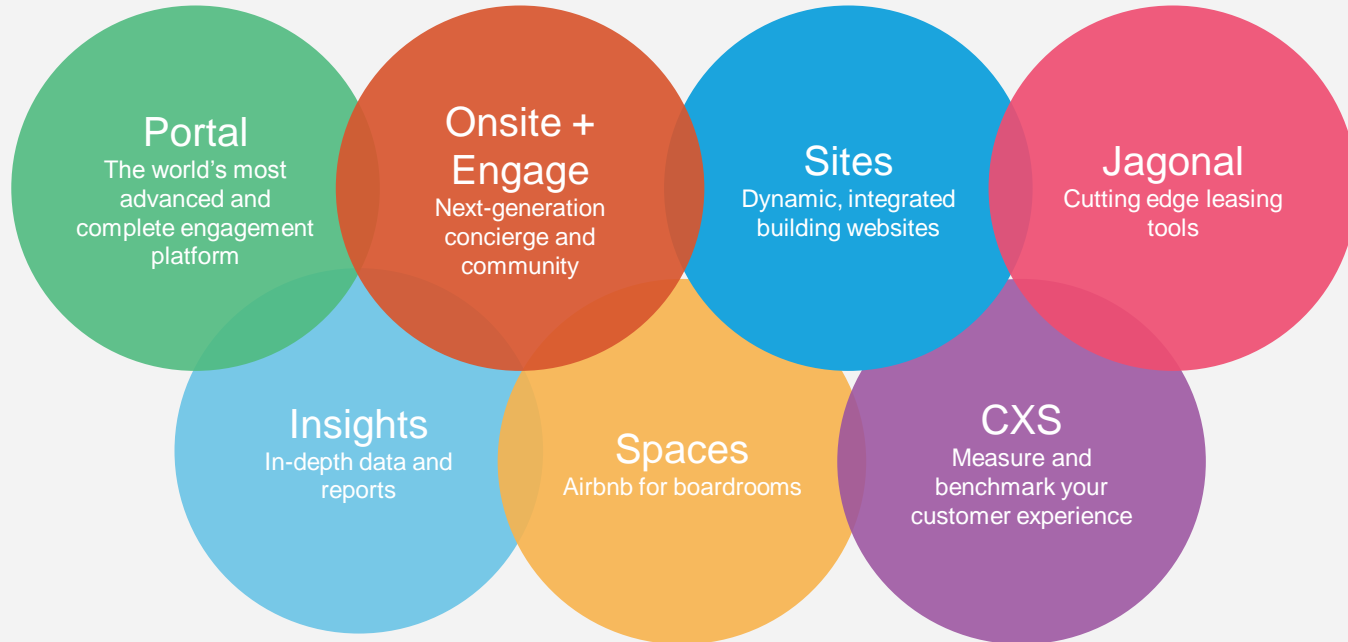 Portal
The world's most
advanced and
complete engagement
platform
Onsite +
Engage
Next-generation
concierge and
community
Sites
Dynamic, integrated
building websites
Jagonal
Cutting edge leasing
tools
Insights
In-depth data and
reports
Spaces
Airbnb for boardrooms
CXS
Measure and
benchmark your
customer experience